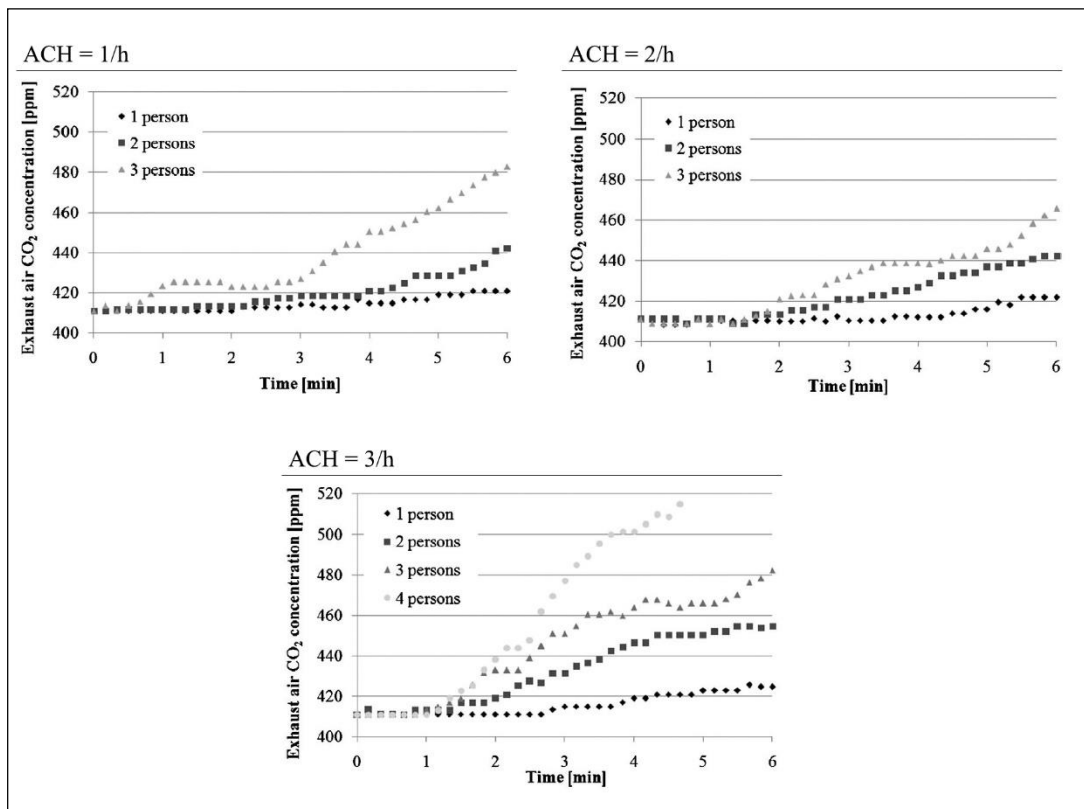 ACH = 1/h
Exhaust air CO₂ concentration [ppm]
520
500
480
460
440
420
400
1 person
2 persons
3 persons
0 1 2 3 4 5 6
Time [min]
ACH = 2/h
Exhaust air CO₂ concentration [ppm]
520
500
480
460
440
420
400
1 person
2 persons
3 persons
0 1 2 3 4 5 6
Time [min]
ACH = 3/h
Exhaust air CO₂ concentration [ppm]
520
500
480
460
440
420
400
1 person
2 persons
3 persons
4 persons
0 1 2 3 4 5 6
Time [min]